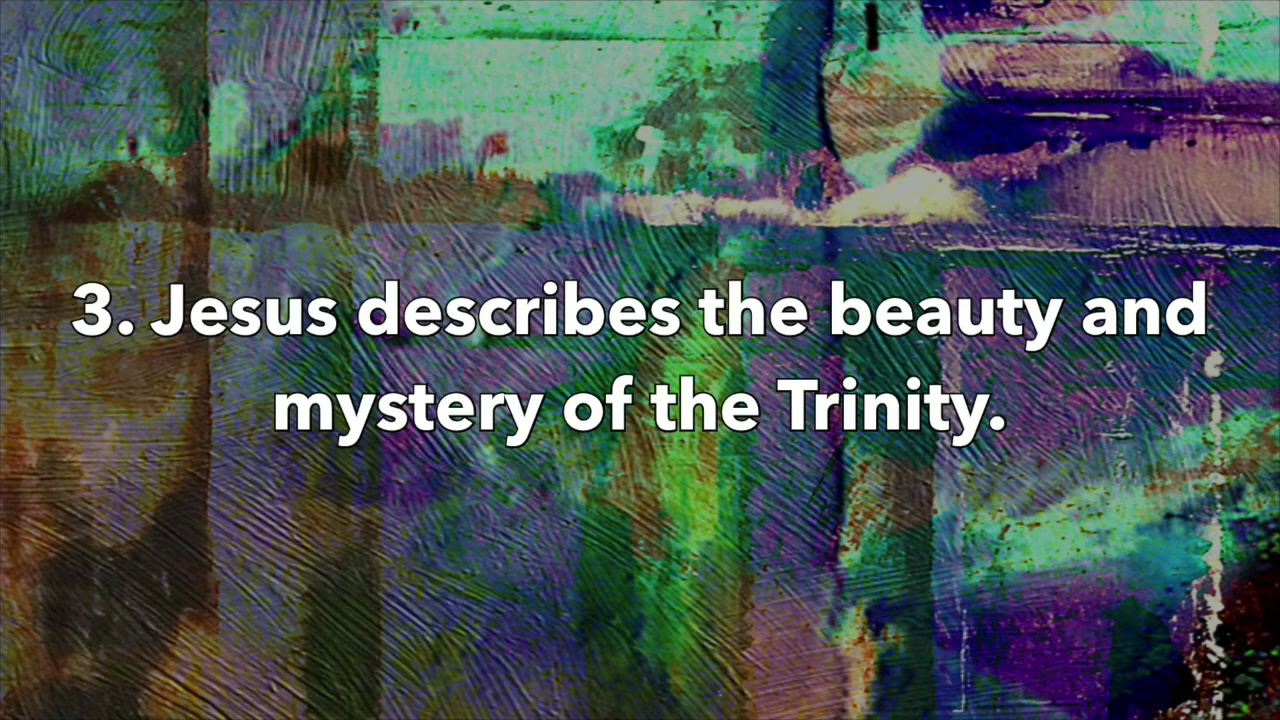 3. Jesus describes the beauty and
mystery of the Trinity.